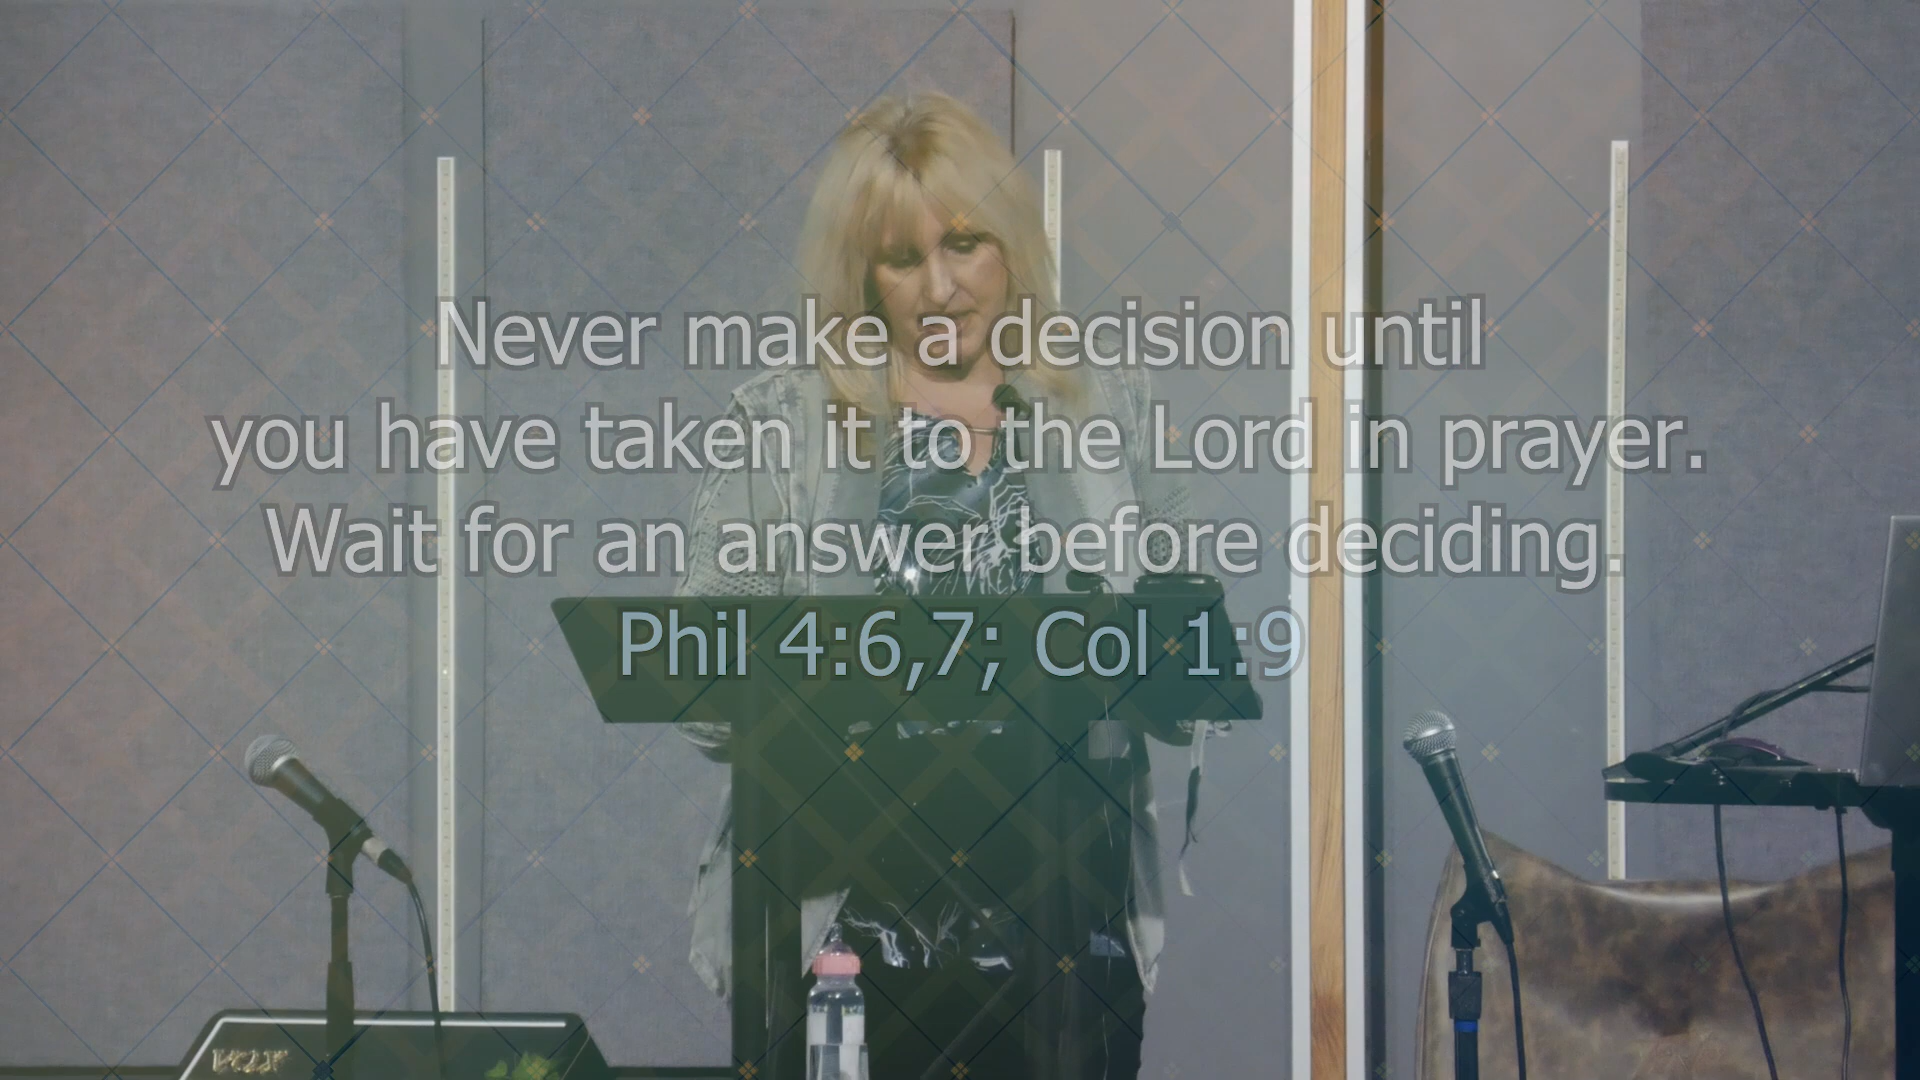 Never make a decision until
you have taken it to the Lord in prayer.
Wait for an answer before deciding.
Phil 4:6,7; Col 1:9